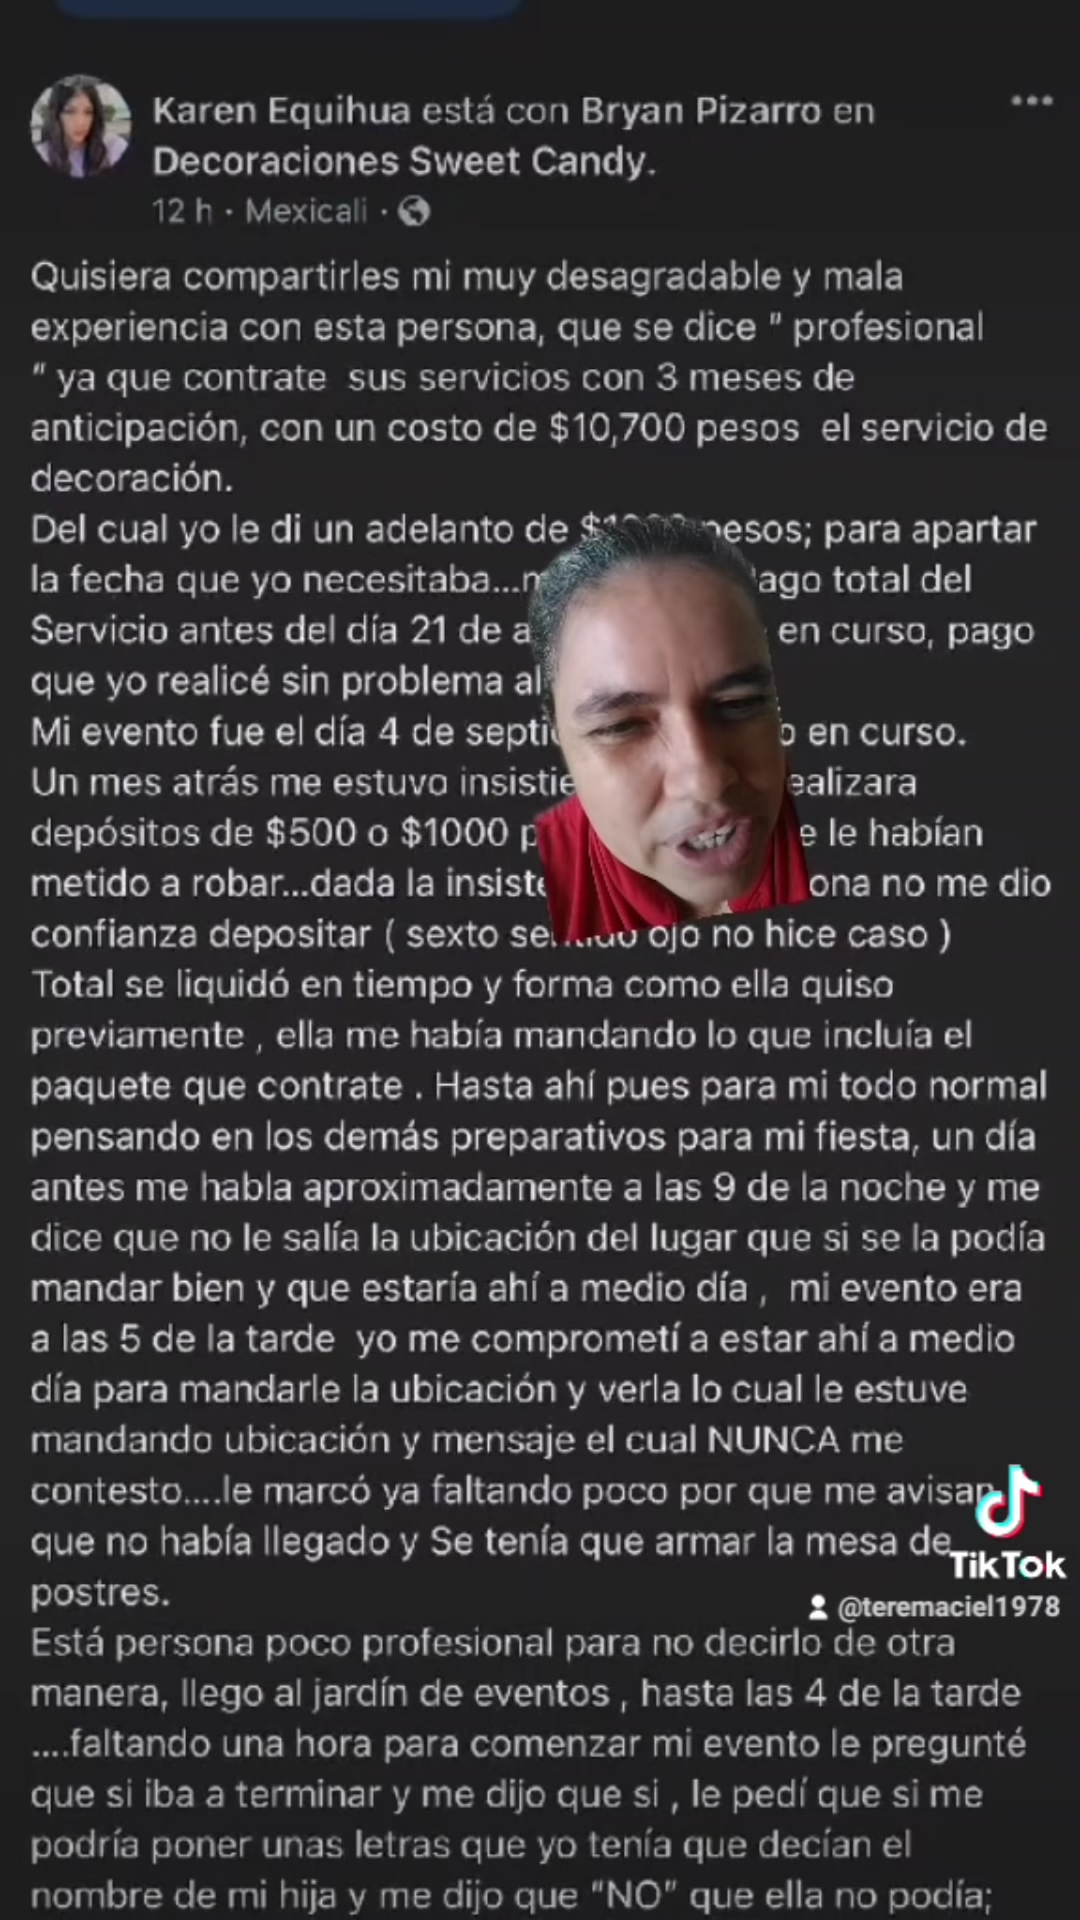 Karen Equihua está con Bryan Pizarro en
Decoraciones Sweet Candy.
12 h · Mexicali ·
Quisiera compartirles mi muy desagradable y mala
experiencia con esta persona, que se dice " profesional
" ya que contrate sus servicios con 3 meses de
anticipación, con un costo de $10,700 pesos el servicio de
decoración.
Del cual yo le di un adelanto de pesos; para apartar
la fecha que yo necesitaba... total del
Servicio antes del día 21 de en curso, pago
que yo realicé sin problema
Mi evento fue el día 4 de en curso.
Un mes atrás me estuvo
depósitos de $500 o $1000 le habían
metido a robar...dada la no me dio
confianza depositar ( sexto ojo no hice caso )
Total se liquidó en tiempo y forma como ella quiso
previamente , ella me había mandando lo que incluía el
paquete que contrate . Hasta ahí pues para mi todo normal
pensando en los demás preparativos para mi fiesta, un día
antes me habla aproximadamente a las 9 de la noche y me
dice que no le salía la ubicación del lugar que si se la podía
mandar bien y que estaría ahí a medio día , mi evento era
a las 5 de la tarde yo me comprometí a estar ahí a medio
día para mandarle la ubicación y verla lo cual le estuve
mandando ubicación y mensaje el cual NUNCA me
contesto....le marcó ya faltando poco por que me avisan
que no había llegado y Se tenía que armar la mesa de
postres.
TikTok
@teremaciel1978
Está persona poco profesional para no decirlo de otra
manera, llego al jardín de eventos , hasta las 4 de la tarde
....faltando una hora para comenzar mi evento le pregunté
que si iba a terminar y me dijo que si , le pedí que si me
podría poner unas letras que yo tenía que decían el
nombre de mi hija y me dijo que "NO" que ella no podía;